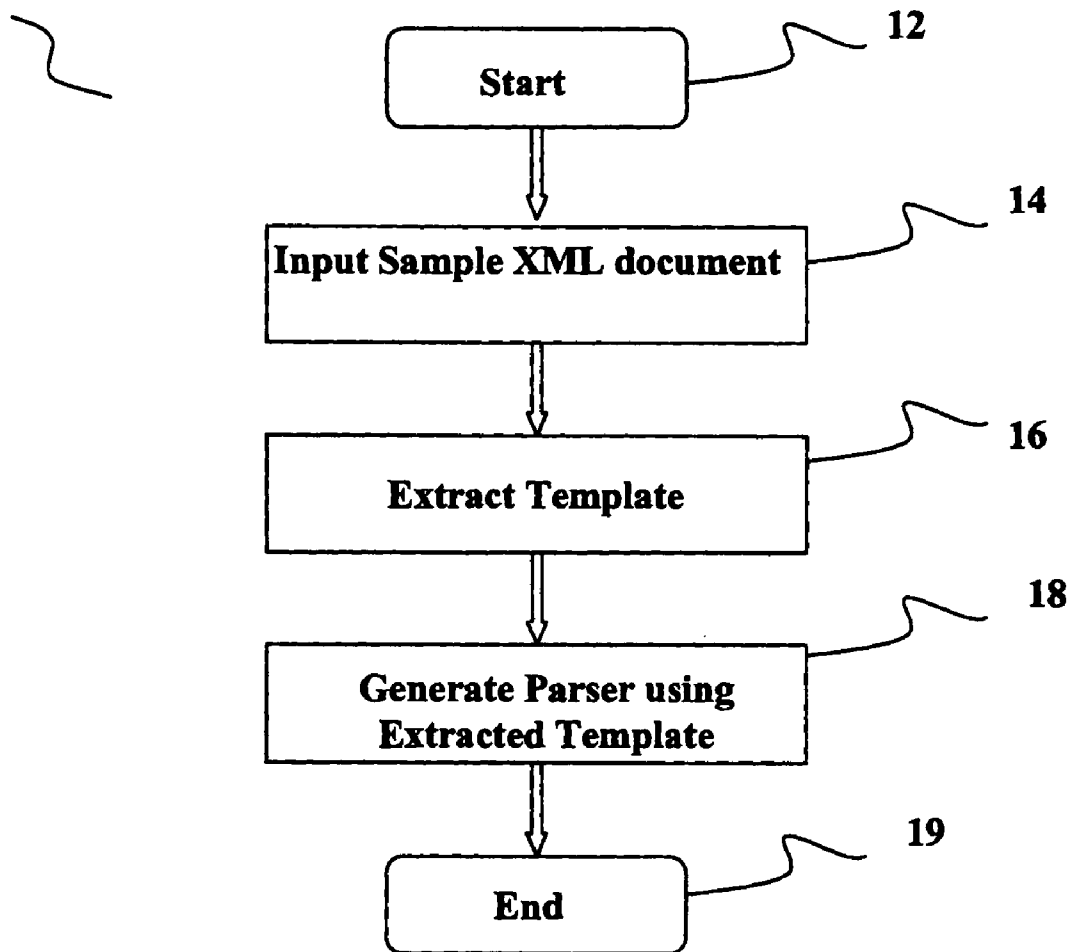 12
Start
14
Input Sample XML document
16
Extract Template
18
Generate Parser using
Extracted Template
19
End